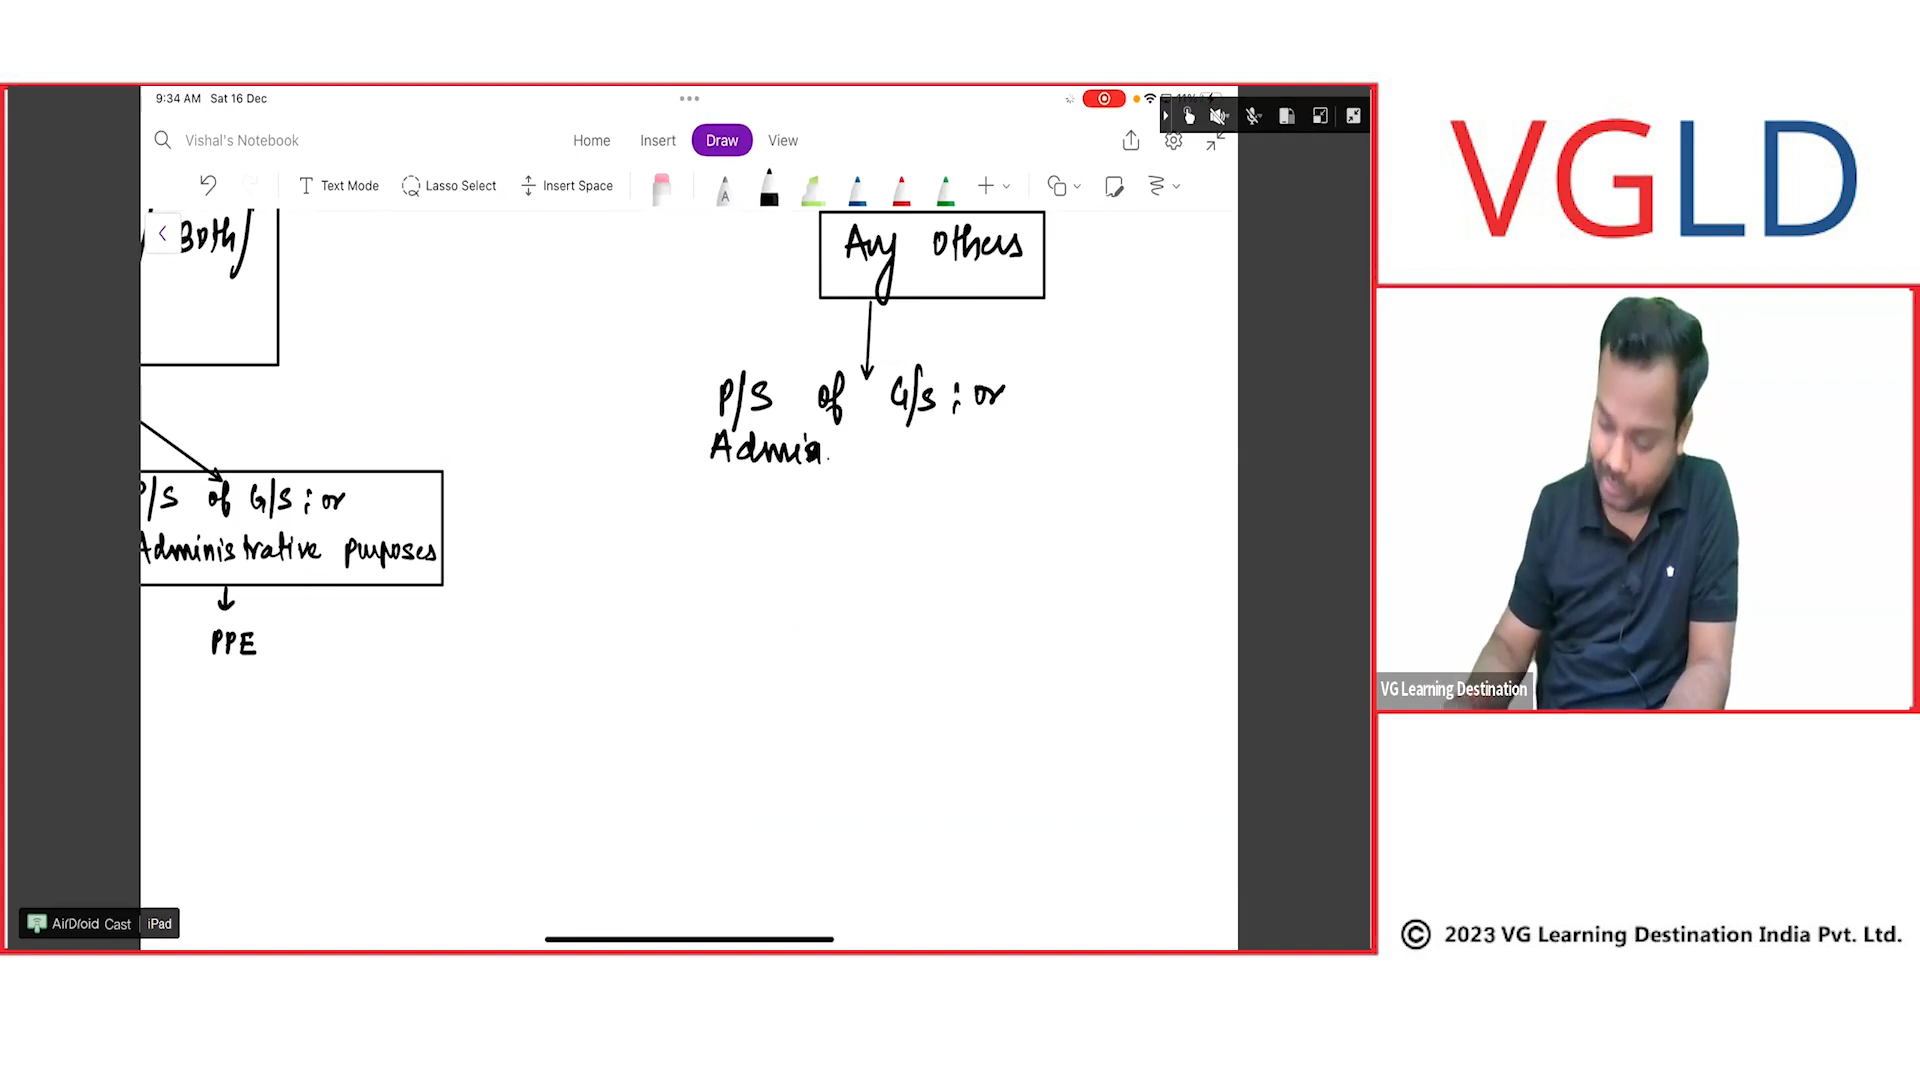 9:34 AM Sat 16 Dec
11%
Vishal's Notebook
Home Insert Draw View
Text Mode Lasso Select Insert Space
A
Both/
Any Others
P/S of G/S ; or
Admin
P/S of G/S ; or
Administrative purposes
PPE
AirDroid Cast iPad
VGLD
VG Learning Destination
© 2023 VG Learning Destination India Pvt. Ltd.